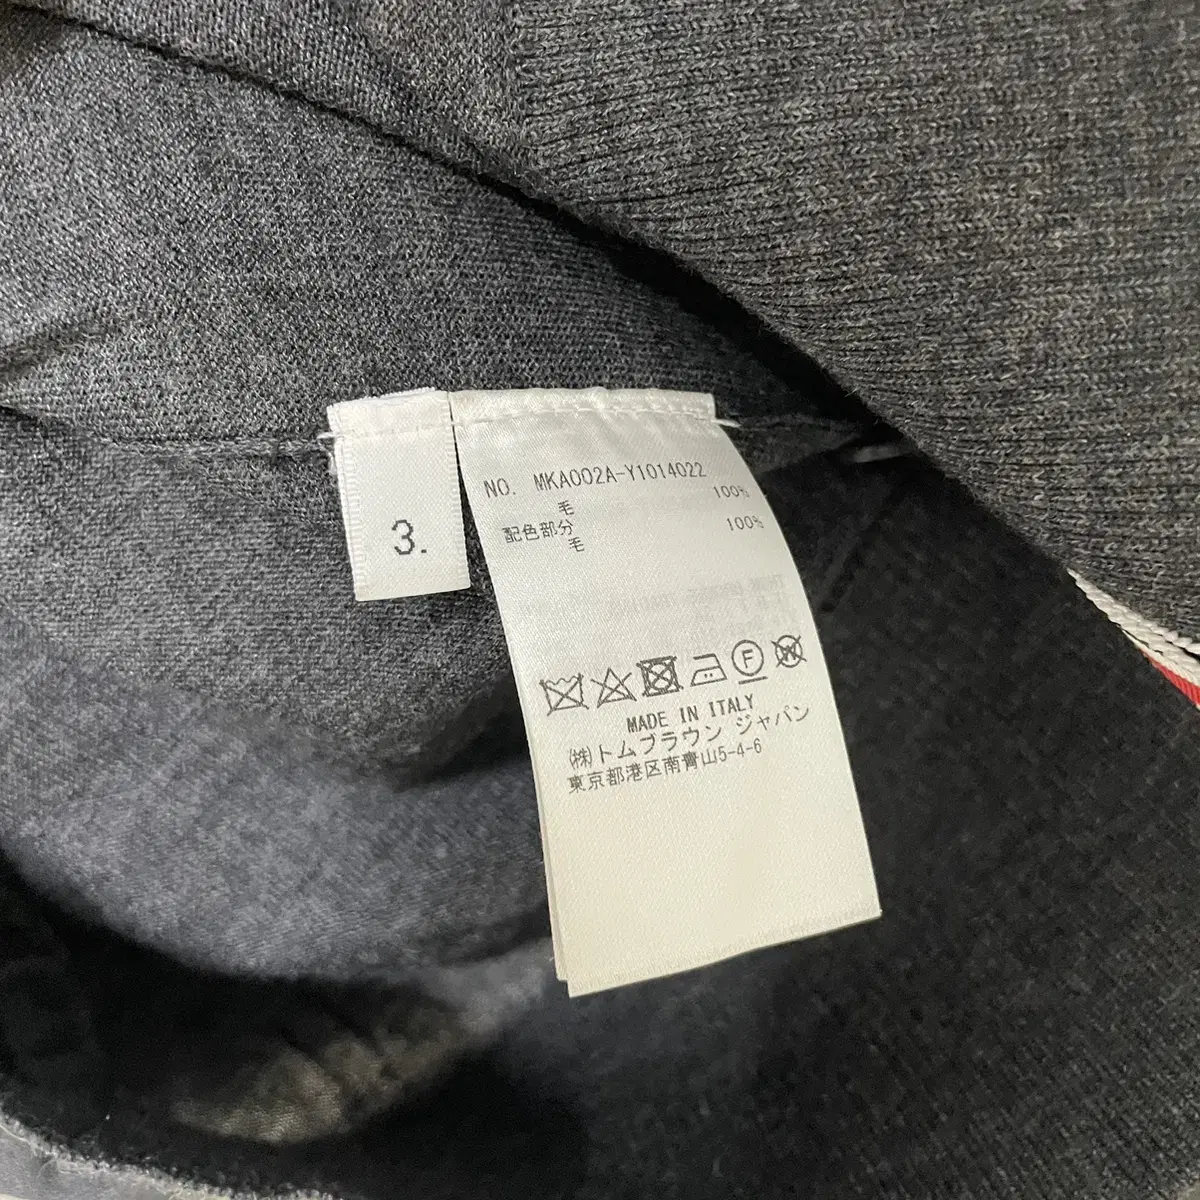 3.
NO. MKA002A-Y1014022
毛 100%
配色部分
毛 100%
F
W
MADE IN ITALY
㈱トムブラウン ジャパン
東京都港区南青山5-4-6